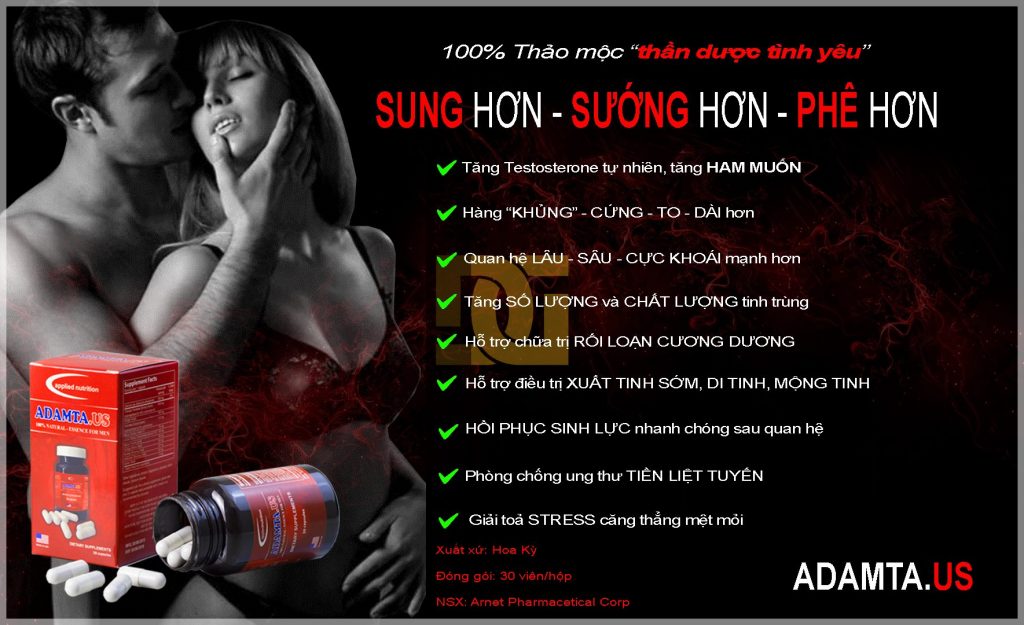 100% Thảo mộc “thần dược tình yêu”
SUNG HƠN - SƯỚNG HƠN - PHÊ HƠN
Tăng Testosterone tự nhiên, tăng HAM MUỐN
Hàng “KHỦNG” - CỨNG - TO - DÀI hơn
Quan hệ LÂU - SÂU - CỰC KHOÁI mạnh hơn
Tăng SỐ LƯỢNG và CHẤT LƯỢNG tinh trùng
Hỗ trợ chữa trị RỐI LOẠN CƯƠNG DƯƠNG
Hỗ trợ điều trị XUẤT TINH SỚM, DI TINH, MỘNG TINH
HỒI PHỤC SINH LỰC nhanh chóng sau quan hệ
Phòng chống ung thư TIỀN LIỆT TUYẾN
Giải toả STRESS căng thẳng mệt mỏi
Xuất xứ: Hoa Kỳ
Đóng gói: 30 viên/hộp
NSX: Arnet Pharmacetical Corp
ADAMTA.US
applied nutrition
ADAMTA.US
100% NATURAL - ESSENCE FOR MEN
DIETARY SUPPLEMENTS
Supplement Facts
ADAMTA.US
DIETARY SUPPLEMENTS